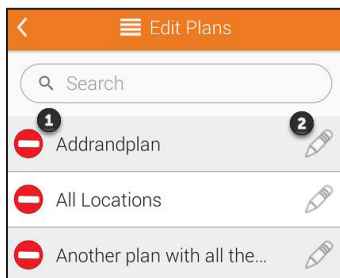 Edit Plans
Search
1 2
Addrandplan
All Locations
Another plan with all the...